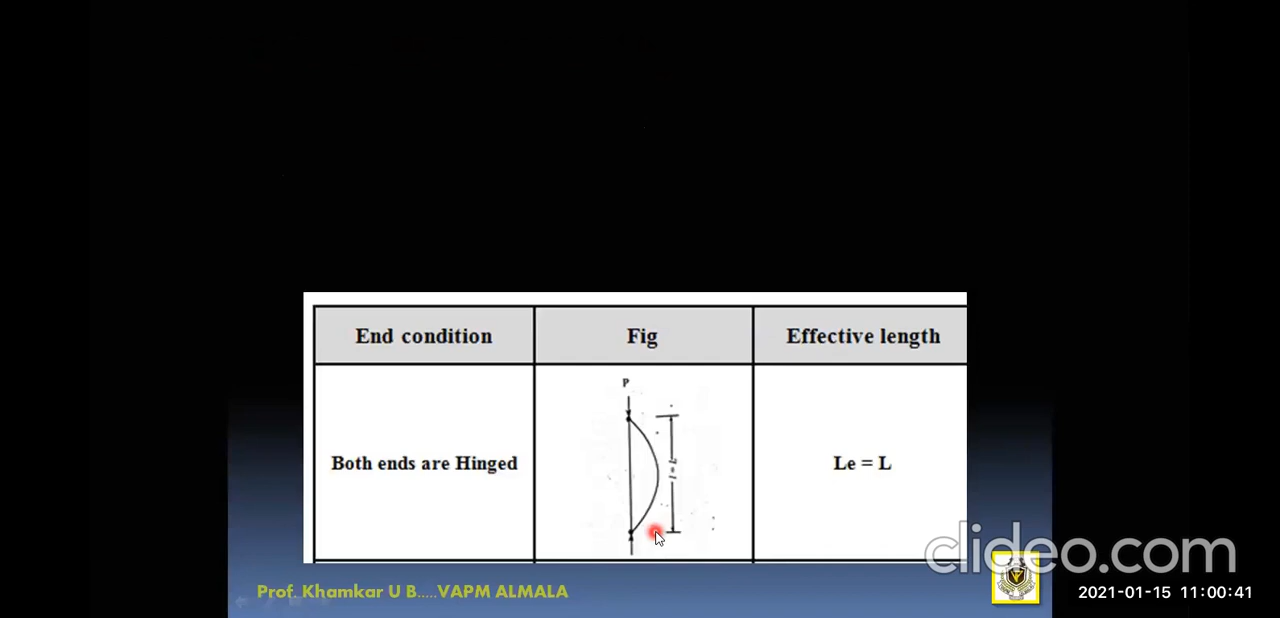 End condition
Fig
Effective length
P
Both ends are Hinged
Le = L
clideo.com
Prof. Khamkar U B.....VAPM ALMALA
2021-01-15 11:00:41